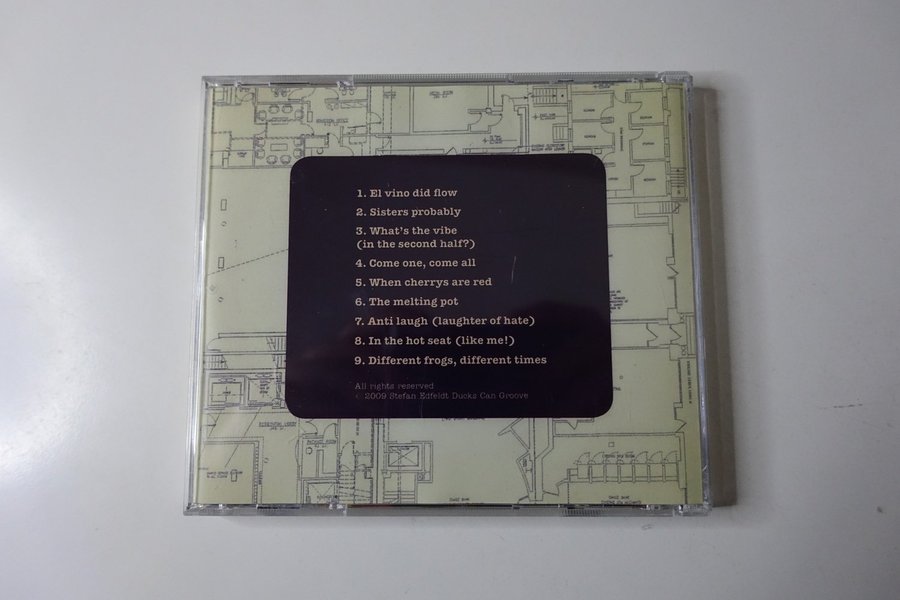 1. El vino did flow
2. Sisters probably
3. What's the vibe
(in the second half?)
4. Come one, come all
5. When cherrys are red
6. The melting pot
7. Anti laugh (laughter of hate)
8. In the hot seat (like me!)
9. Different frogs, different times
All rights reserved
© 2009 Stefan Edfeldt Ducks Can Groove